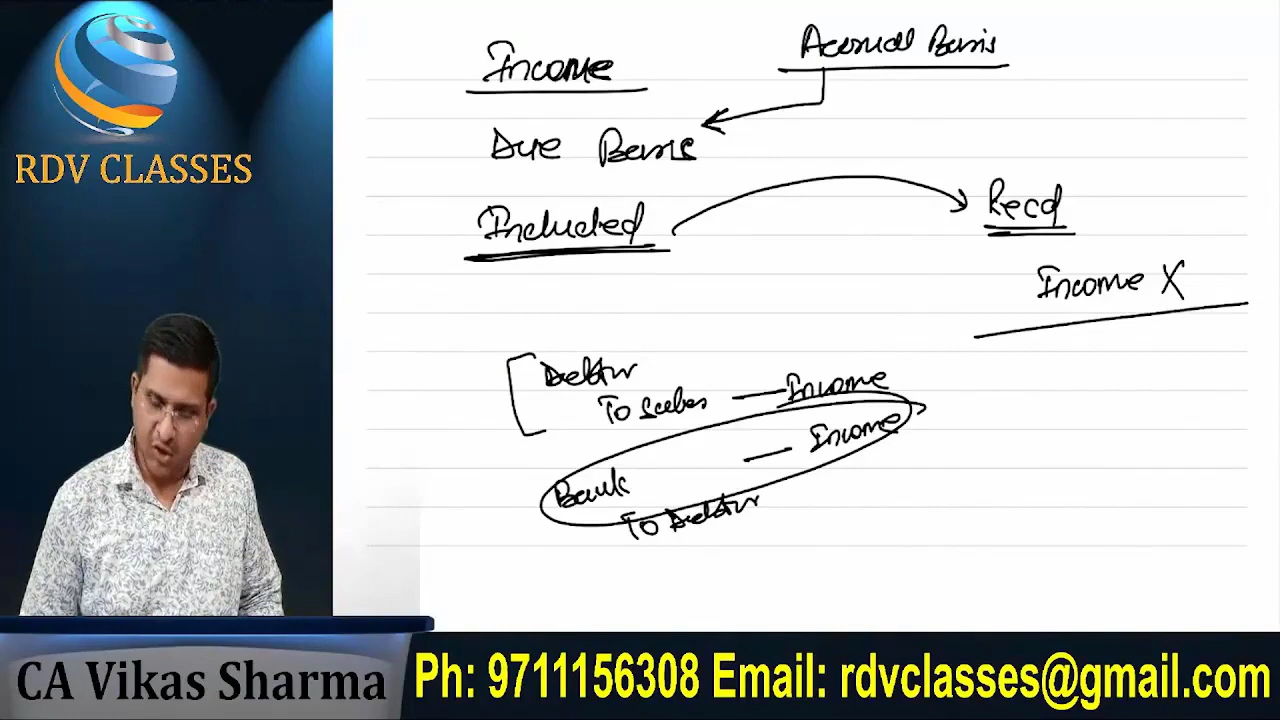 RDV CLASSES
Income
Accrual Basis
Due Basis
Included
Recd
Income X
Debtor
To Sales — Income
— Income
Bank
To Debtor
CA Vikas Sharma
Ph: 9711156308 Email: rdvclasses@gmail.com